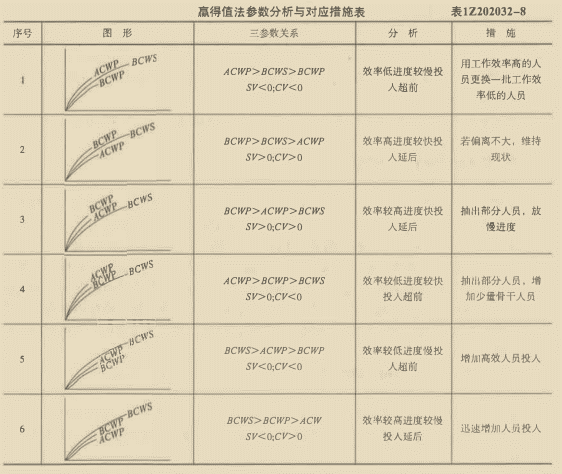 赢得值法参数分析与对应措施表 表1Z202032-8
序号 图 形 三参数关系 分 析 措 施
1
ACWP
BCWS
BCWP
ACWP>BCWS>BCWP
SV<0;CV<0
效率低进度较慢投
人超前
用工作效率高的人
员更换一批工作效
率低的人员
2
BCWP
BCWS
ACWP
BCWP>BCWS>ACWP
SV>0;CV>0
效率高进度较快投
人延后
若偏离不大，维持
现状
3
BCWP
ACWP
BCWS
BCWP>ACWP>BCWS
SV>0;CV>0
效率较高进度快投
人延后
抽出部分人员，放
慢进度
4
ACWP
BCWP
BCWS
ACWP>BCWP>BCWS
SV>0;CV<0
效率较低进度较快
投人超前
抽出部分人员，增
加少量骨干人员
5
BCWS
ACWP
BCWP
BCWS>ACWP>BCWP
SV<0;CV<0
效率较低进度慢投
人超前
增加高效人员投人
6
BCWS
BCWP
ACWP
BCWS>BCWP>ACW
SV<0;CV>0
效率较高进度较慢
投人延后
迅速增加人员投人